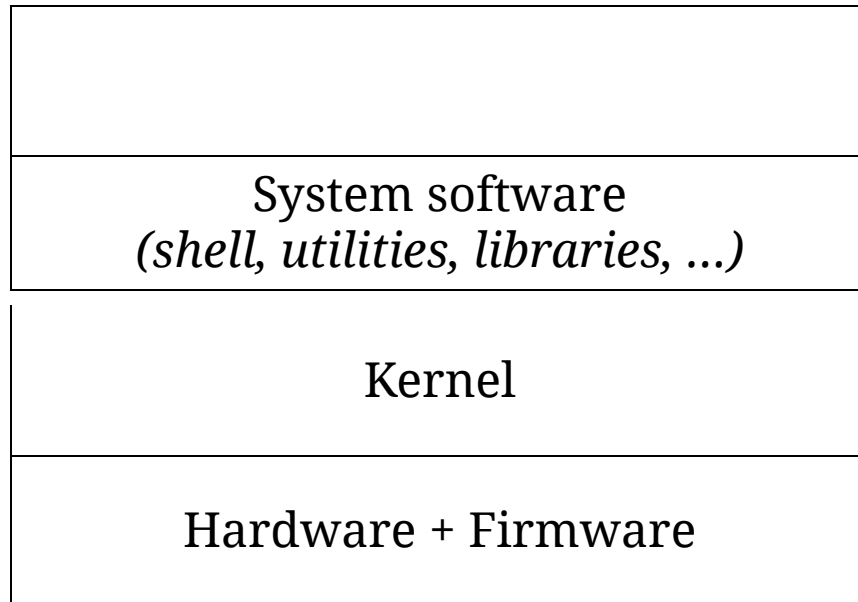 System software
(shell, utilities, libraries, ...)
Kernel
Hardware + Firmware